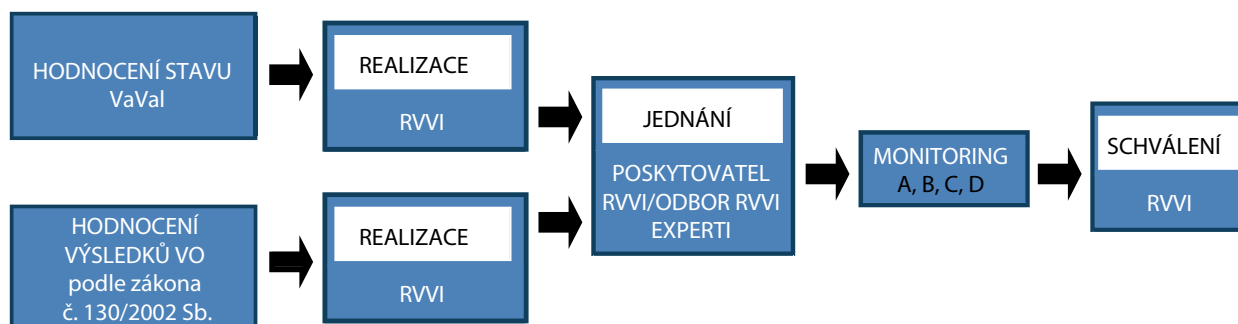 HODNOCENÍ STAVU
VaVaI
REALIZACE
RVVI
HODNOCENÍ
VÝSLEDKŮ VO
podle zákona
č. 130/2002 Sb.
REALIZACE
RVVI
JEDNÁNÍ
POSKYTOVATEL
RVVI/ODBOR RVVI
EXPERTI
MONITORING
A, B, C, D
SCHVÁLENÍ
RVVI